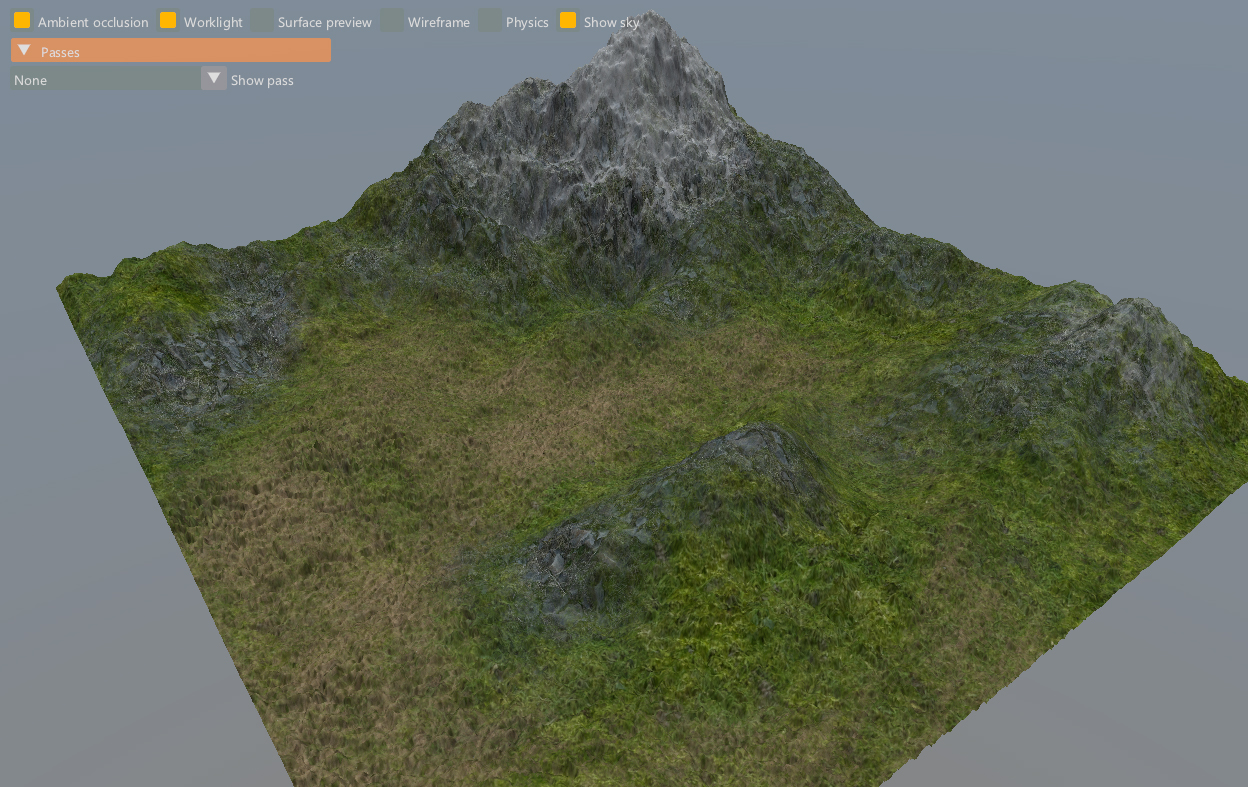 Ambient occlusion Worklight Surface preview Wireframe Physics Show sky
Passes
None Show pass